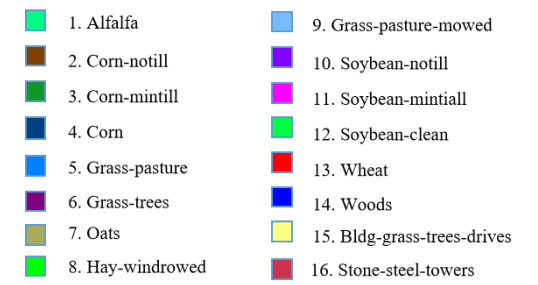 1. Alfalfa
2. Corn-notill
3. Corn-mintill
4. Corn
5. Grass-pasture
6. Grass-trees
7. Oats
8. Hay-windrowed
9. Grass-pasture-mowed
10. Soybean-notill
11. Soybean-mintiall
12. Soybean-clean
13. Wheat
14. Woods
15. Bldg-grass-trees-drives
16. Stone-steel-towers